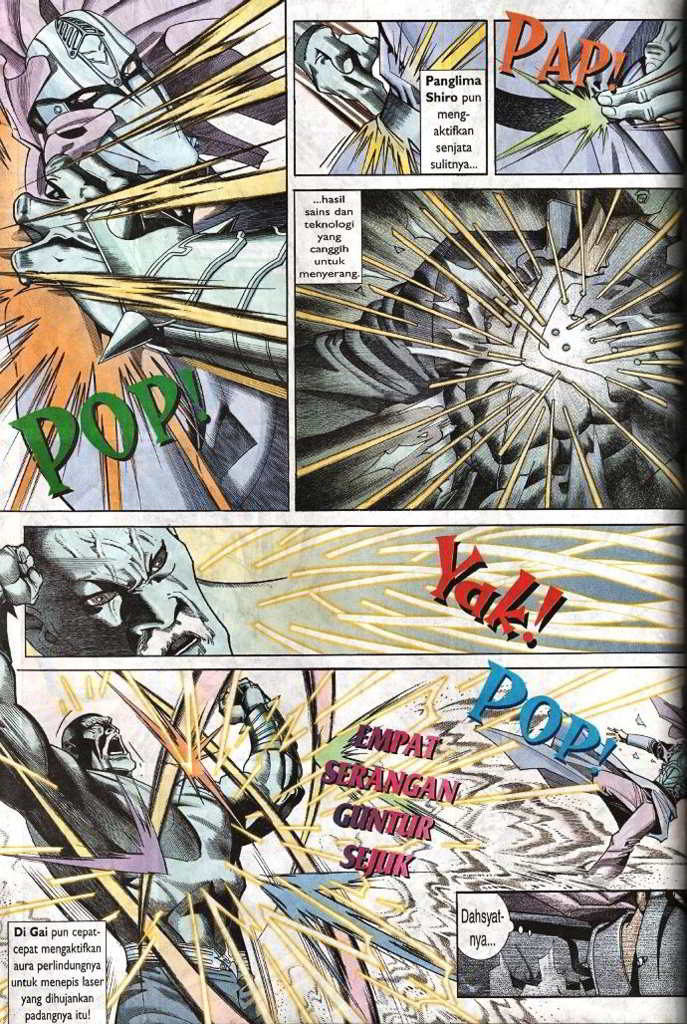 POP!
Panglima
Shiro pun
meng-
aktifkan
senjata
sulitnya...
PAP!
...hasil
sains dan
teknologi
yang
canggih
untuk
menyerang.
Yak!
POP!
EMPAT
SERANGAN
GUNTUR
SEJUK
Di Gai pun cepat-
cepat mengaktifkan
aura perlindungnya
untuk menepis laser
yang dihujankan
padangnya itu!
Dahsyat-
nya...